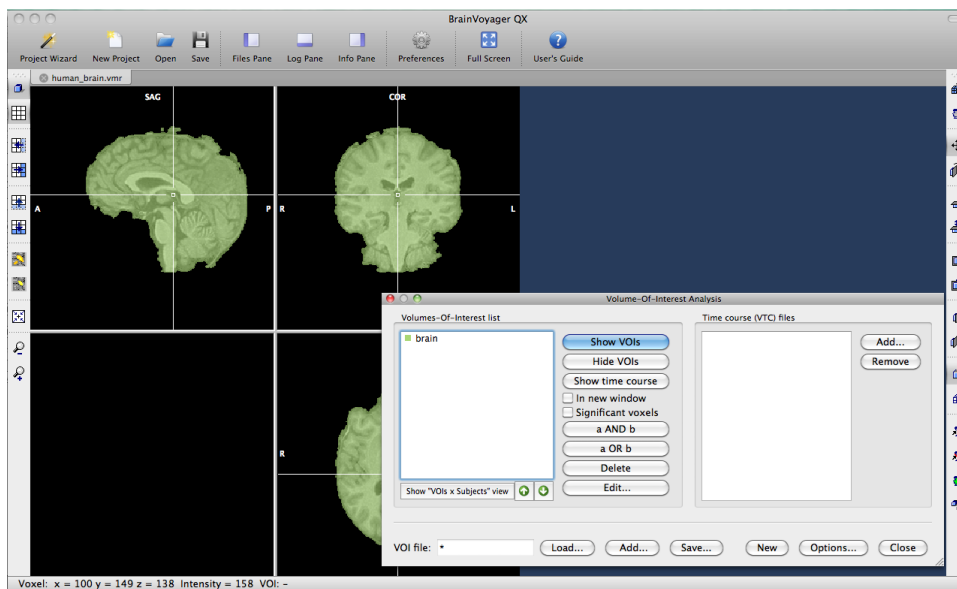 BrainVoyager QX
Project Wizard New Project Open Save Files Pane Log Pane Info Pane Preferences Full Screen User's Guide
human_brain.vmr
SAG COR
A P R L
Volume-Of-Interest Analysis
Volumes-Of-Interest list Time course (VTC) files
brain
Show VOIs Add...
Hide VOIs Remove
Show time course
In new window
Significant voxels
a AND b
a OR b
R
Delete
Show "VOIs x Subjects" view Edit...
VOI file: * Load... Add... Save... New Options... Close
Voxel: x = 100 y = 149 z = 138 Intensity = 158 VOI: -